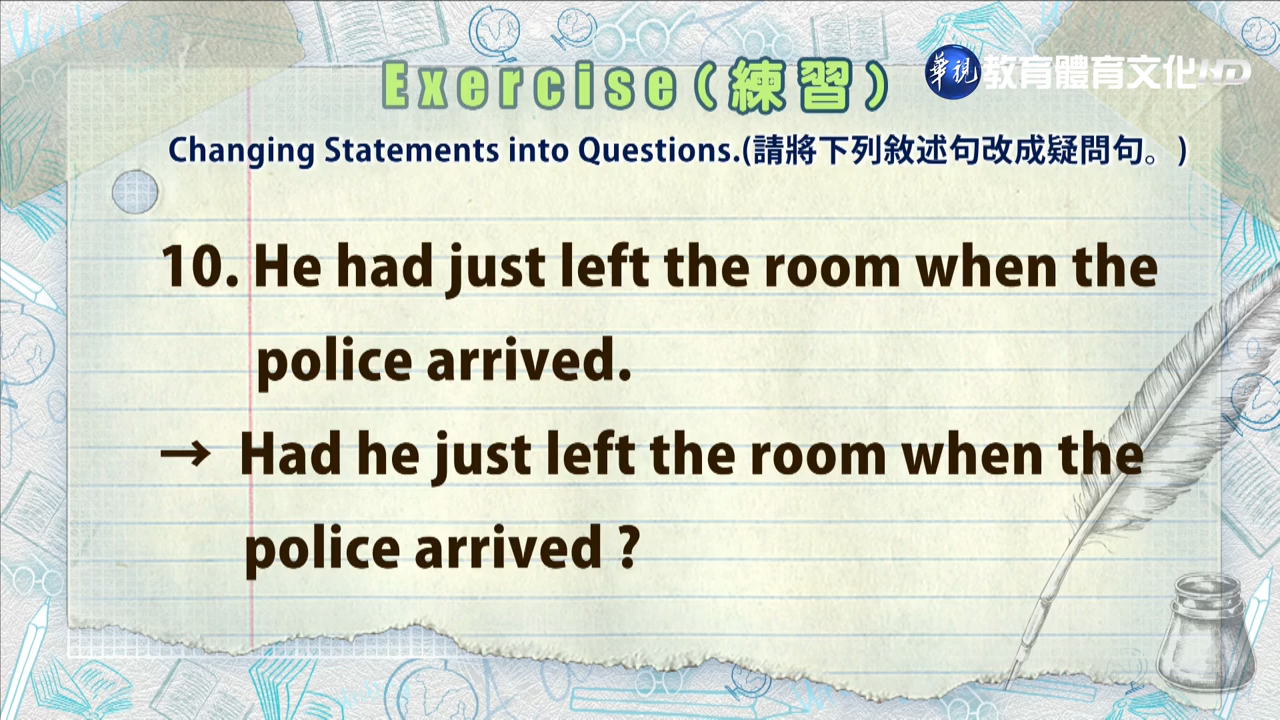 Writing
Exercise(練習)
華視 教育體育文化HD
Changing Statements into Questions.(請將下列敘述句改成疑問句。)
10. He had just left the room when the
police arrived.
→ Had he just left the room when the
police arrived ?